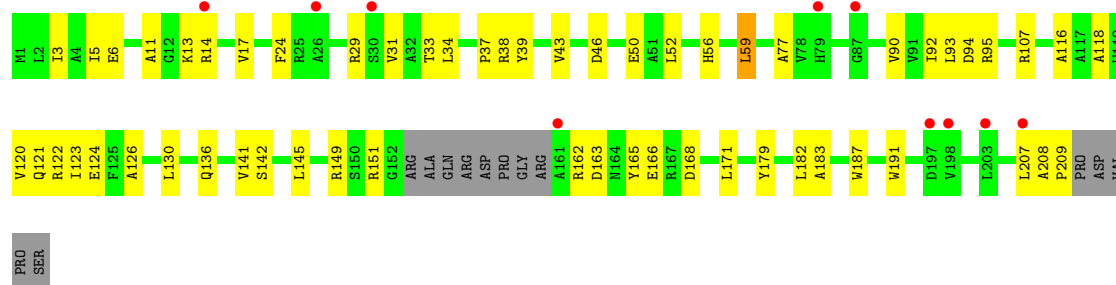 M1 L2 I3 A4 I5 E6 A11 G12 K13 R14 V17 F24 R25 A26 R29 S30 V31 A32 T33 L34 P37 R38 Y39 V43 D46 E50 A51 L52 H56 L59 A77 V78 H79 G87 V90 V91 I92 L93 D94 R95 R107 A116 A117 A118
V120 Q121 R122 I123 E124 F125 A126 L130 Q136 V141 S142 L145 R149 S150 R151 G152 ARG ALA GLN ARG ASP PRO GLY ARG A161 R162 D163 N164 Y165 E166 R167 D168 L171 Y179 L182 A183 W187 W191 D197 V198 L203 L207 A208 P209 PRO ASP
PRO SER